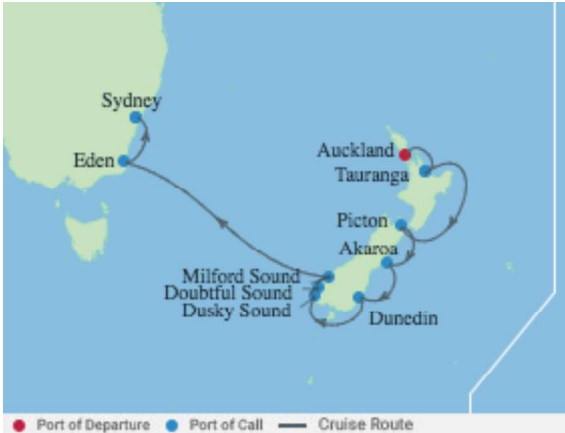 Sydney
Eden
Auckland
Tauranga
Picton
Akaroa
Milford Sound
Doubtful Sound
Dusky Sound
Dunedin
Port of Departure Port of Call Cruise Route